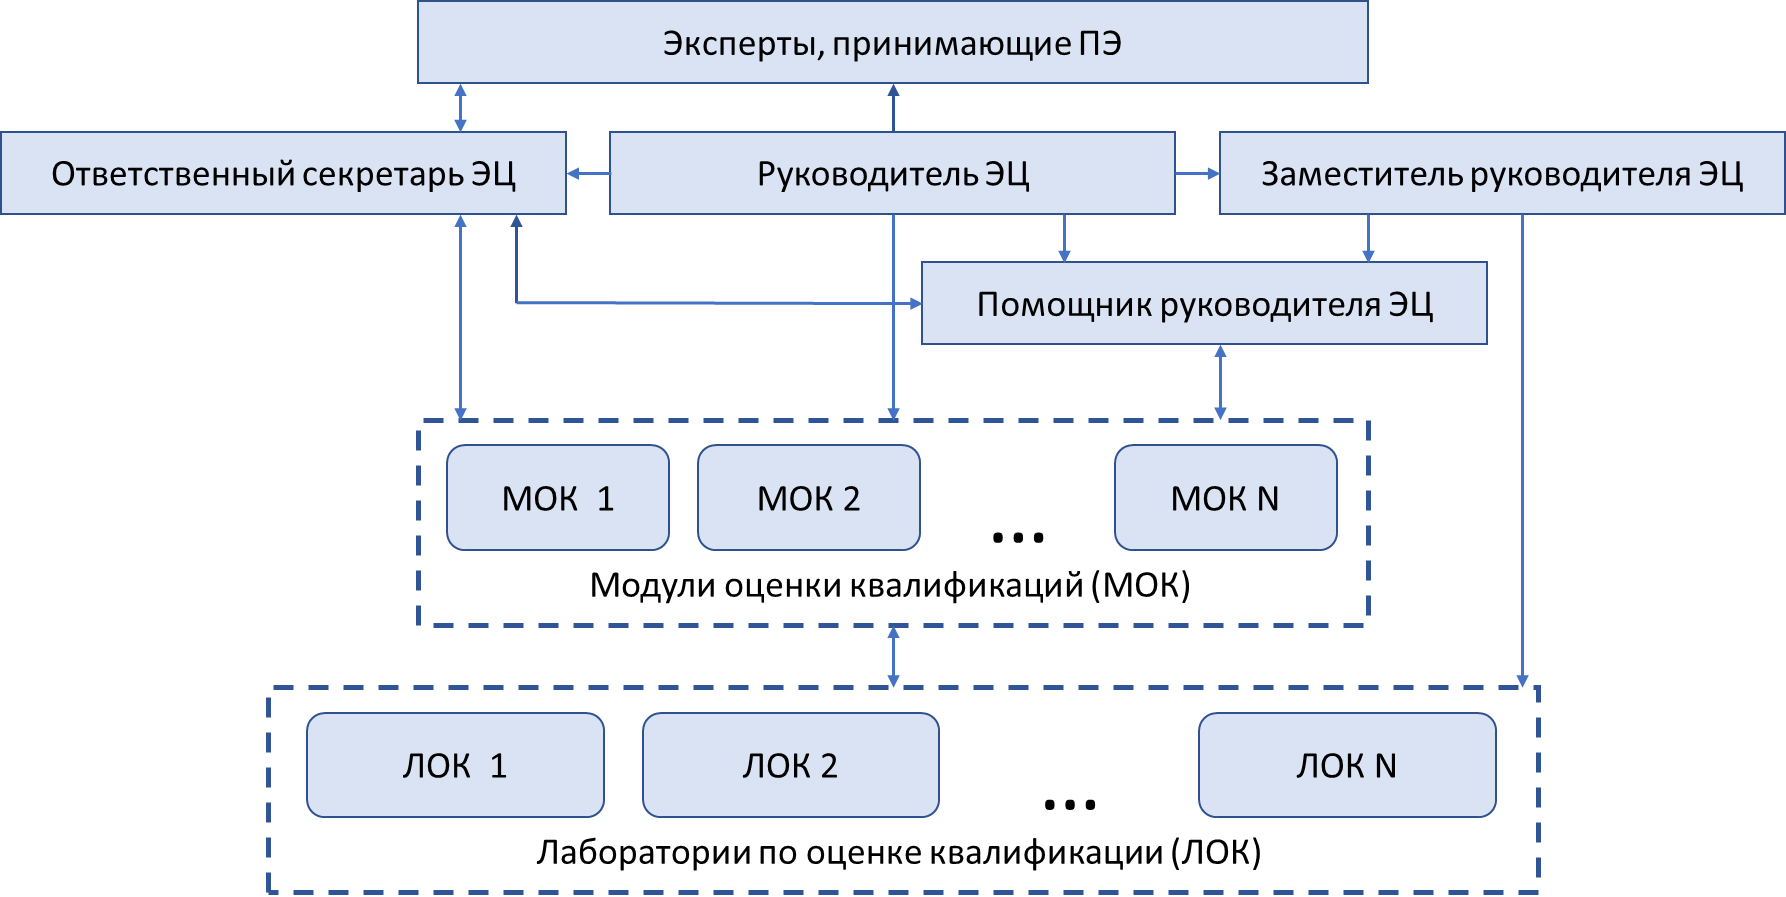 Эксперты, принимающие ПЭ
Ответственный секретарь ЭЦ
Руководитель ЭЦ
Заместитель руководителя ЭЦ
Помощник руководителя ЭЦ
МОК 1
МОК 2
...
МОК N
Модули оценки квалификаций (МОК)
ЛОК 1
ЛОК 2
...
ЛОК N
Лаборатории по оценке квалификации (ЛОК)